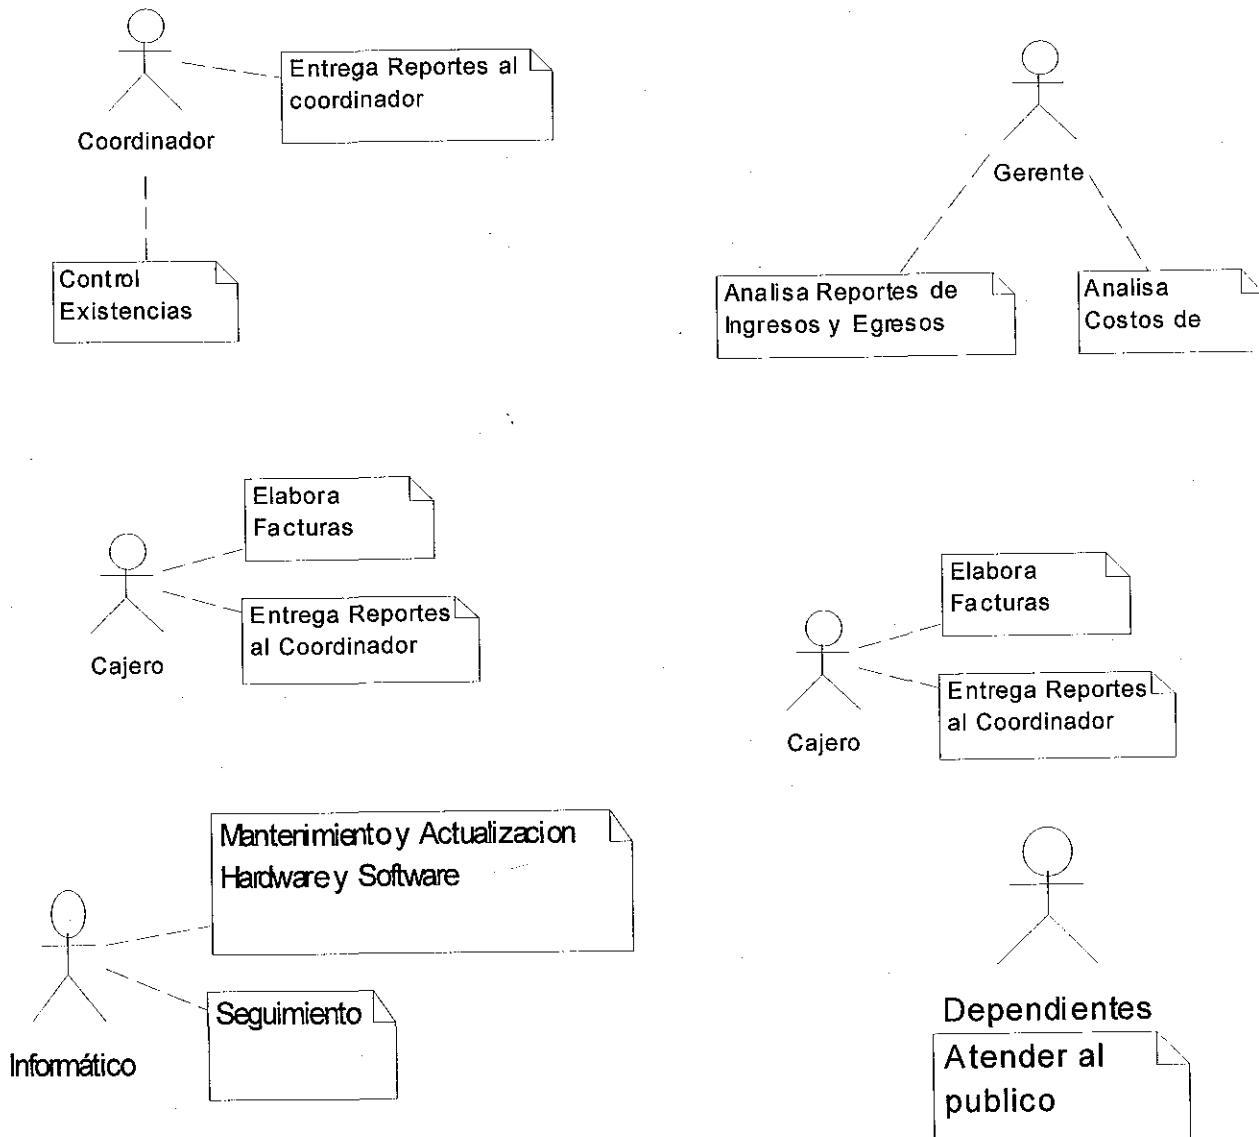 Entrega Reportes al
coordinador
Coordinador
Control
Existencias
Gerente
Analisa Reportes de
Ingresos y Egresos
Analisa
Costos de
Elabora
Facturas
Entrega Reportes
al Coordinador
Cajero
Elabora
Facturas
Entrega Reportes
al Coordinador
Cajero
Mantenimiento y Actualizacion
Hardware y Software
Seguimiento
Informático
Dependientes
Atender al
publico